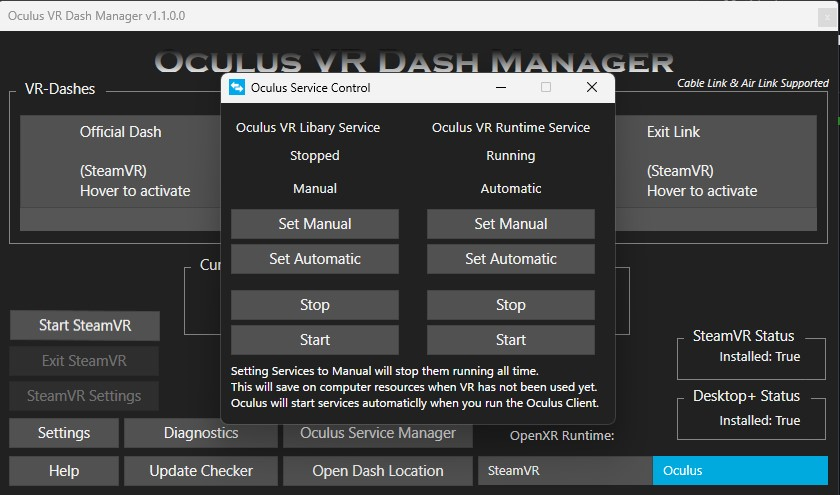 Oculus VR Dash Manager v1.1.0.0
x
OCULUS VR DASH MANAGER
Cable Link & Air Link Supported
VR-Dashes
Official Dash
(SteamVR)
Hover to activate
Exit Link
(SteamVR)
Hover to activate
Oculus Service Control
Oculus VR Libary Service
Stopped
Manual
Set Manual
Set Automatic
Stop
Start
Oculus VR Runtime Service
Running
Automatic
Set Manual
Set Automatic
Stop
Start
Setting Services to Manual will stop them running all time.
This will save on computer resources when VR has not been used yet.
Oculus will start services automaticlly when you run the Oculus Client.
Cu
Start SteamVR
Exit SteamVR
SteamVR Settings
SteamVR Status
Installed: True
Desktop+ Status
Installed: True
Settings
Diagnostics
Oculus Service Manager
OpenXR Runtime:
Help
Update Checker
Open Dash Location
SteamVR
Oculus